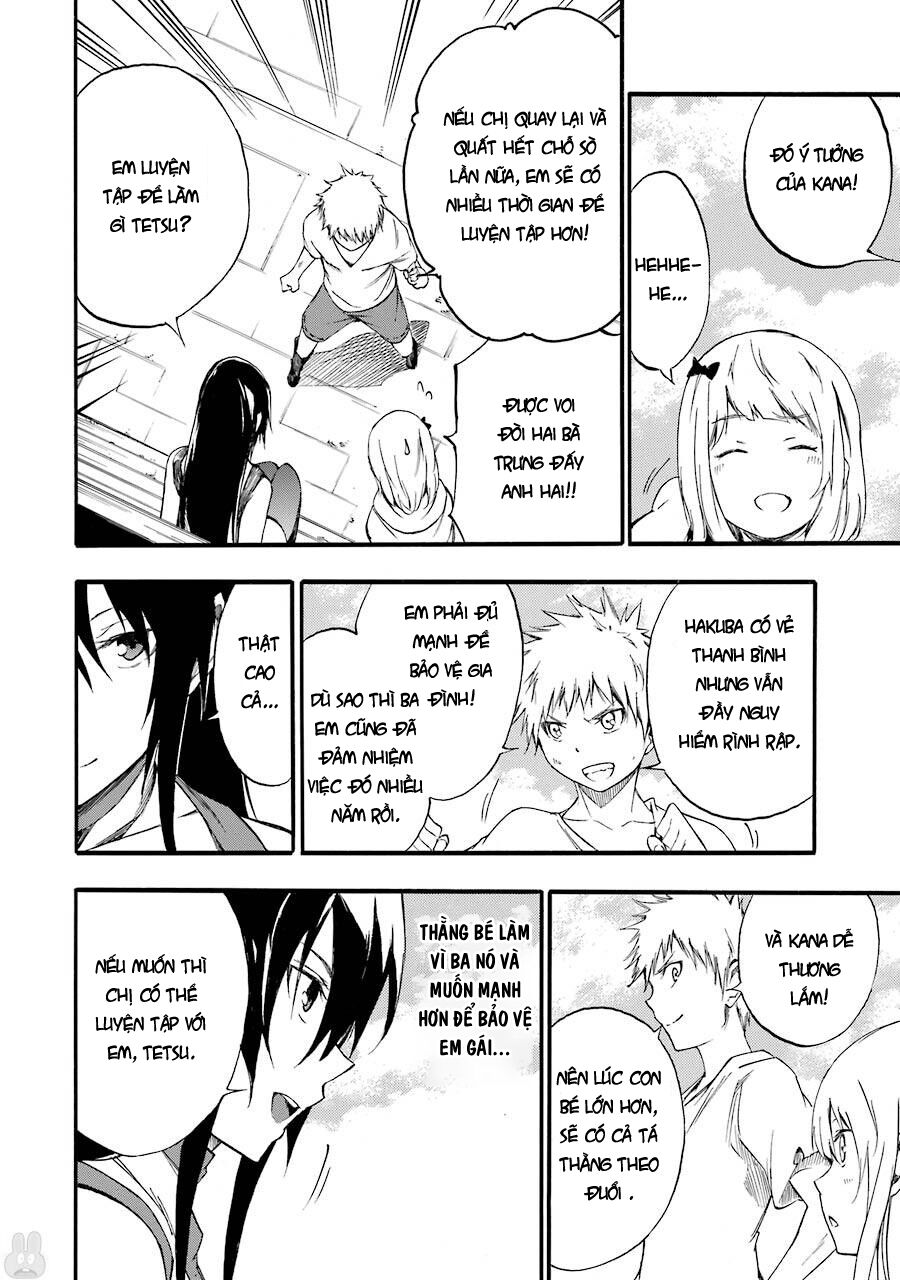 ĐÓ Ý TƯỞNG
CỦA KANA!
HEHHE-
HE...
NẾU CHỊ QUAY LẠI VÀ
QUẤT HẾT CHỖ SÒ
LẦN NỮA, EM SẼ CÓ
NHIỀU THỜI GIAN ĐỂ
LUYỆN TẬP HƠN!
ĐƯỢC VOI
ĐÒI HAI BÀ
TRƯNG ĐẤY
ANH HAI!!
EM LUYỆN
TẬP ĐỂ LÀM
GÌ TETSU?
HAKUBA CÓ VẺ
THANH BÌNH
NHƯNG VẪN
ĐẦY NGUY
HIỂM RÌNH RẬP.
EM PHẢI ĐỦ
MẠNH ĐỂ
BẢO VỆ GIA
DÙ SAO THÌ BA ĐÌNH!
EM CŨNG ĐÃ
ĐẢM NHIỆM
VIỆC ĐÓ NHIỀU
NĂM RỒI.
THẬT
CAO
CẢ...
VÀ KANA DỄ
THƯƠNG
LẮM!
NÊN LÚC CON
BÉ LỚN HƠN,
SẼ CÓ CẢ TÁ
THẰNG THEO
ĐUỔI .
THẰNG BÉ LÀM
VÌ BA NÓ VÀ
MUỐN MẠNH
HƠN ĐỂ BẢO VỆ
EM GÁI...
NẾU MUỐN THÌ
CHỊ CÓ THỂ
LUYỆN TẬP VỚI
EM, TETSU.